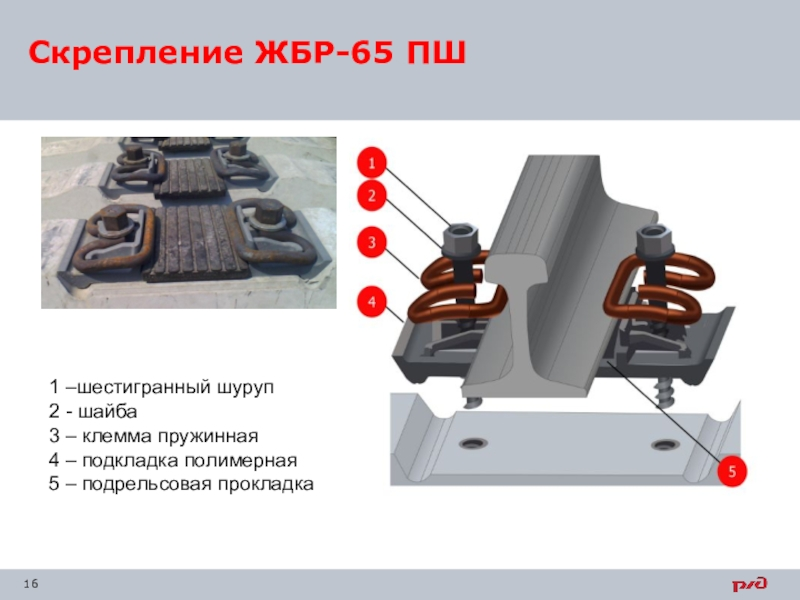 Скрепление ЖБР-65 ПШ
1
2
3
4
5
1 –шестигранный шуруп
2 - шайба
3 – клемма пружинная
4 – подкладка полимерная
5 – подрельсовая прокладка
16
ржд